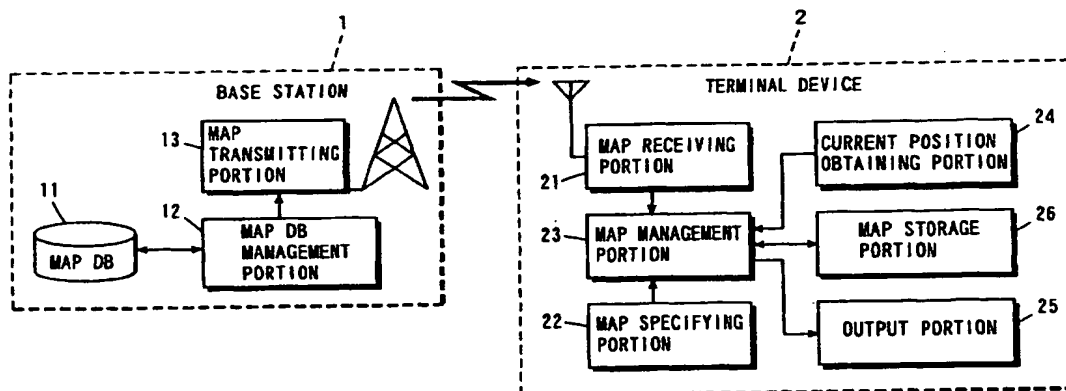 1
BASE STATION
13
MAP
TRANSMITTING
PORTION
11
MAP DB
12
MAP DB
MANAGEMENT
PORTION
2
TERMINAL DEVICE
MAP RECEIVING
PORTION
21
CURRENT POSITION
OBTAINING PORTION
24
23
MAP MANAGEMENT
PORTION
MAP STORAGE
PORTION
26
22
MAP SPECIFYING
PORTION
OUTPUT PORTION
25